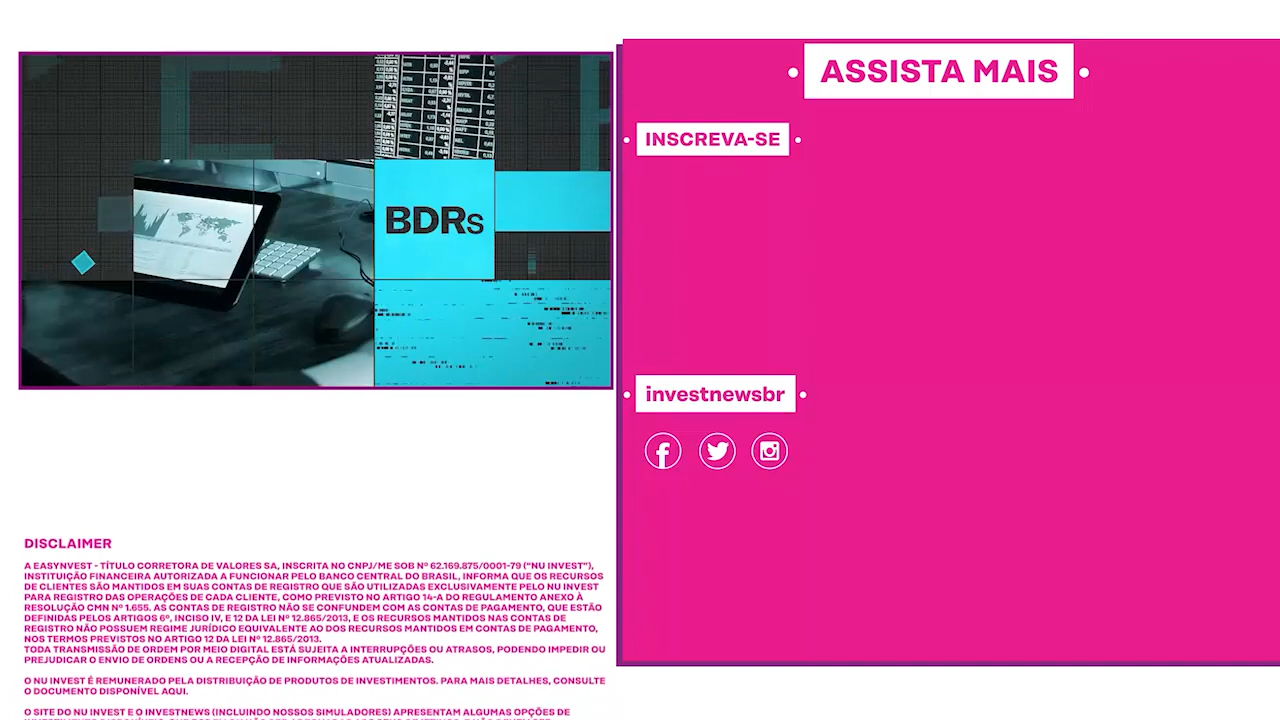 ASSISTA MAIS
INSCREVA-SE
BDRs
investnewsbr
DISCLAIMER
A EASYNVEST - TÍTULO CORRETORA DE VALORES SA, INSCRITA NO CNPJ/ME SOB Nº 62.169.875/0001-79 ("NU INVEST"),
INSTITUIÇÃO FINANCEIRA AUTORIZADA A FUNCIONAR PELO BANCO CENTRAL DO BRASIL, INFORMA QUE OS RECURSOS
DE CLIENTES SÃO MANTIDOS EM SUAS CONTAS DE REGISTRO QUE SÃO UTILIZADAS EXCLUSIVAMENTE PELO NU INVEST
PARA REGISTRO DAS OPERAÇÕES DE CADA CLIENTE, COMO PREVISTO NO ARTIGO 14-A DO REGULAMENTO ANEXO À
RESOLUÇÃO CMN Nº 1.655. AS CONTAS DE REGISTRO NÃO SE CONFUNDEM COM AS CONTAS DE PAGAMENTO, QUE ESTÃO
DEFINIDAS PELOS ARTIGOS 6º, INCISO IV, E 12 DA LEI Nº 12.865/2013, E OS RECURSOS MANTIDOS NAS CONTAS DE
REGISTRO NÃO POSSUEM REGIME JURÍDICO EQUIVALENTE AO DOS RECURSOS MANTIDOS EM CONTAS DE PAGAMENTO,
NOS TERMOS PREVISTOS NO ARTIGO 12 DA LEI Nº 12.865/2013.
TODA TRANSMISSÃO DE ORDEM POR MEIO DIGITAL ESTÁ SUJEITA A INTERRUPÇÕES OU ATRASOS, PODENDO IMPEDIR OU
PREJUDICAR O ENVIO DE ORDENS OU A RECEPÇÃO DE INFORMAÇÕES ATUALIZADAS.
O NU INVEST É REMUNERADO PELA DISTRIBUIÇÃO DE PRODUTOS DE INVESTIMENTOS. PARA MAIS DETALHES, CONSULTE
O DOCUMENTO DISPONÍVEL AQUI.
O SITE DO NU INVEST E O INVESTNEWS (INCLUINDO NOSSOS SIMULADORES) APRESENTAM ALGUMAS OPÇÕES DE